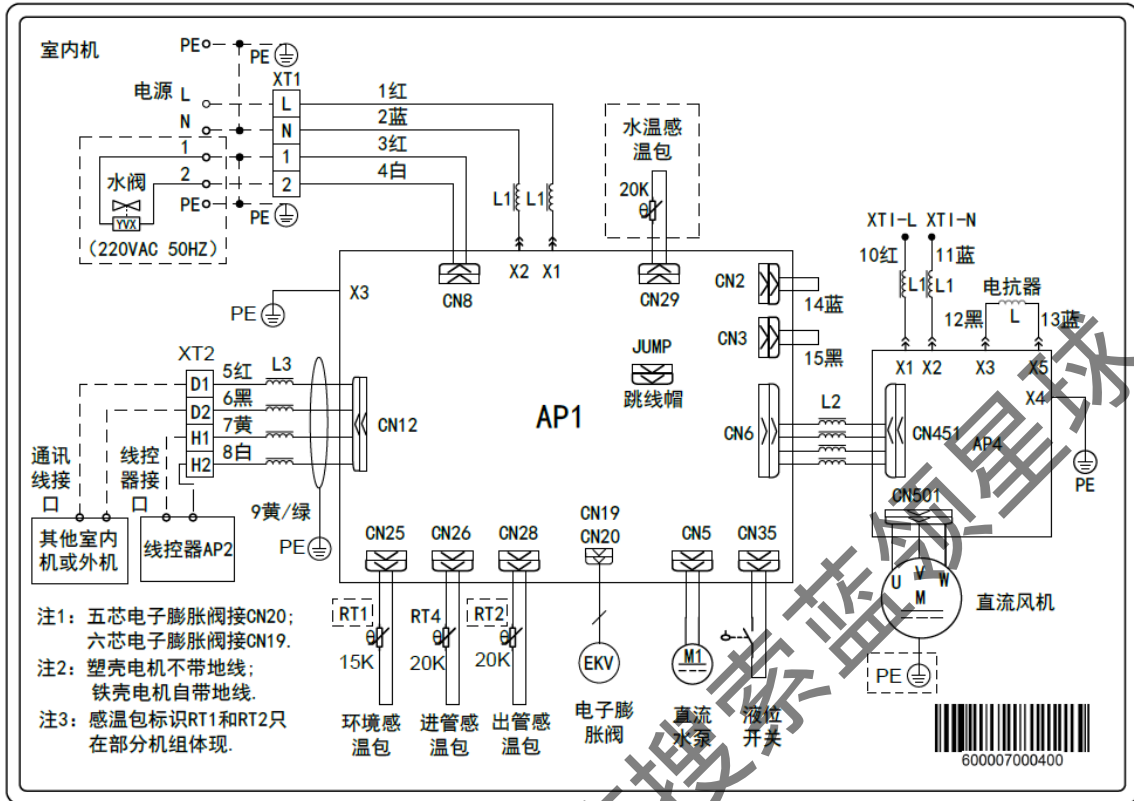 室内机
PE
PE
电源
L
N
1
2
PE
PE
XT1
L
N
1
2
1红
2蓝
3红
4白
水阀
YVX
(220VAC 50HZ)
L1
L1
X2
X1
水温感
温包
20K
θ
XTI-L
XTI-N
10红
11蓝
L1
L1
电抗器
L
12黑
13蓝
X3
PE
CN8
CN29
CN2
14蓝
CN3
15黑
JUMP
跳线帽
AP1
X1
X2
X3
X5
X4
PE
XT2
D1
D2
H1
H2
5红
6黑
7黄
8白
L3
CN12
9黄/绿
PE
CN6
L2
CN451
AP4
CN501
U
V
W
M
直流风机
PE
通讯
线接
口
线控
器接
口
其他室内
机或外机
线控器AP2
CN25
CN26
CN28
CN19
CN20
CN5
CN35
RT1
θ
15K
RT4
θ
20K
RT2
θ
20K
EKV
M1
环境感
温包
进管感
温包
出管感
温包
电子膨
胀阀
直流
水泵
液位
开关
注1: 五芯电子膨胀阀接CN20;
六芯电子膨胀阀接CN19.
注2: 塑壳电机不带地线;
铁壳电机自带地线.
注3: 感温包标识RT1和RT2只
在部分机组体现.
600007000400
搜索蓝领星球